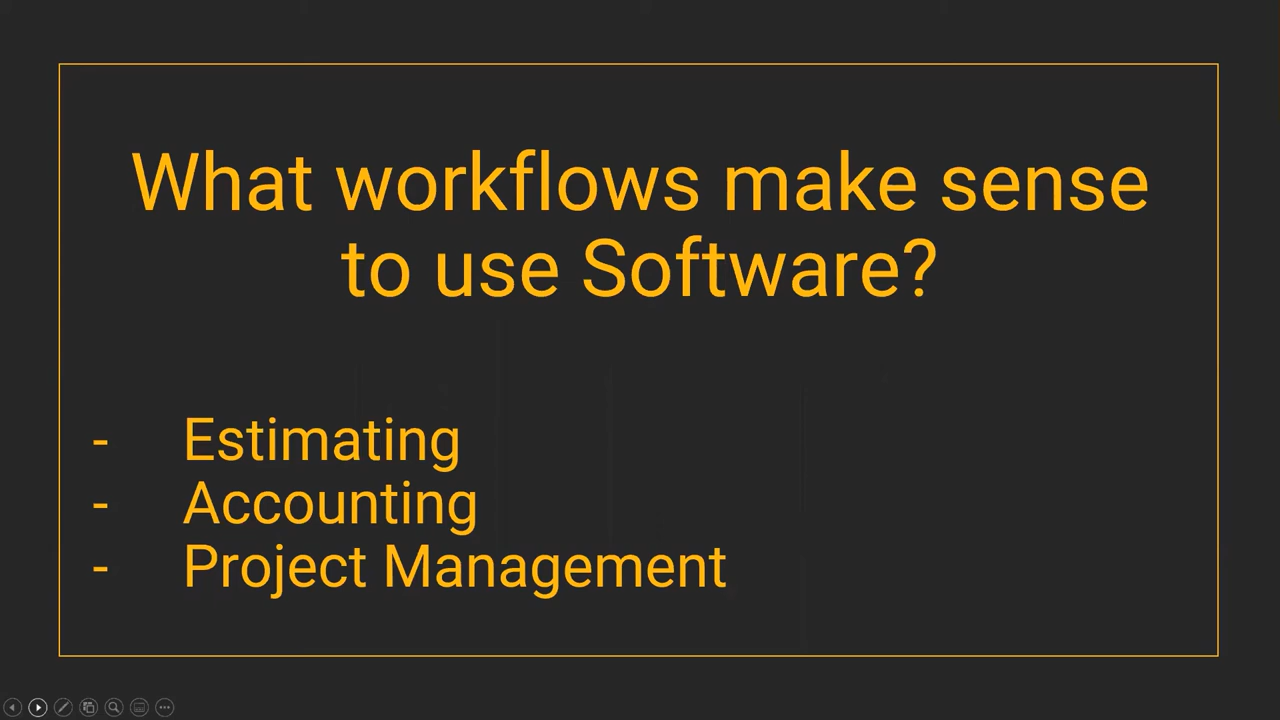 What workflows make sense
to use Software?
- Estimating
- Accounting
- Project Management